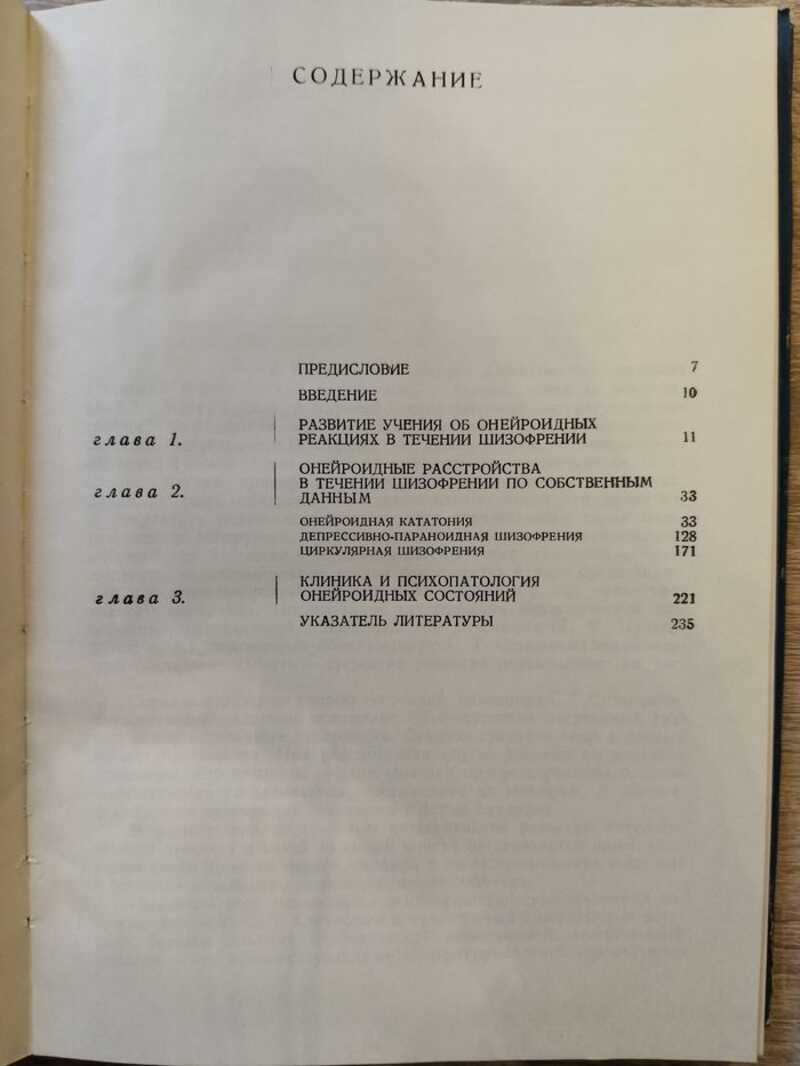 СОДЕРЖАНИЕ
ПРЕДИСЛОВИЕ 7
ВВЕДЕНИЕ 10
глава 1. РАЗВИТИЕ УЧЕНИЯ ОБ ОНЕЙРОИДНЫХ
РЕАКЦИЯХ В ТЕЧЕНИИ ШИЗОФРЕНИИ 11
глава 2. ОНЕЙРОИДНЫЕ РАССТРОЙСТВА
В ТЕЧЕНИИ ШИЗОФРЕНИИ ПО СОБСТВЕННЫМ
ДАННЫМ 33
ОНЕЙРОИДНАЯ КАТАТОНИЯ 33
ДЕПРЕССИВНО-ПАРАНОИДНАЯ ШИЗОФРЕНИЯ 128
ЦИРКУЛЯРНАЯ ШИЗОФРЕНИЯ 171
глава 3. КЛИНИКА И ПСИХОПАТОЛОГИЯ
ОНЕЙРОИДНЫХ СОСТОЯНИЙ 221
УКАЗАТЕЛЬ ЛИТЕРАТУРЫ 235